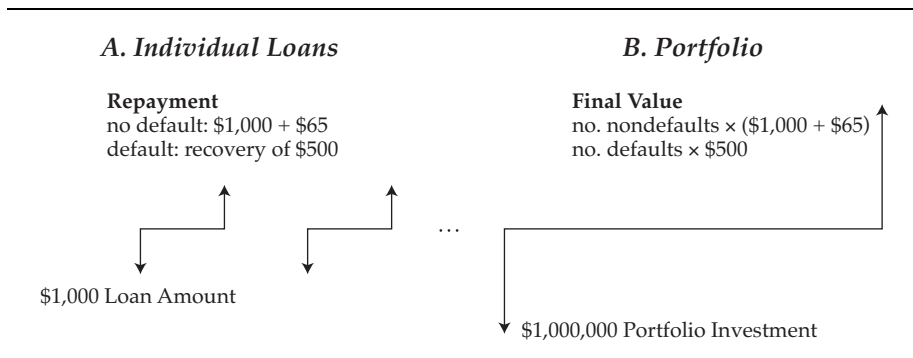 A. Individual Loans
Repayment
no default: $1,000 + $65
default: recovery of $500
…
$1,000 Loan Amount
B. Portfolio
Final Value
no. nondefaults × ($1,000 + $65)
no. defaults × $500
$1,000,000 Portfolio Investment